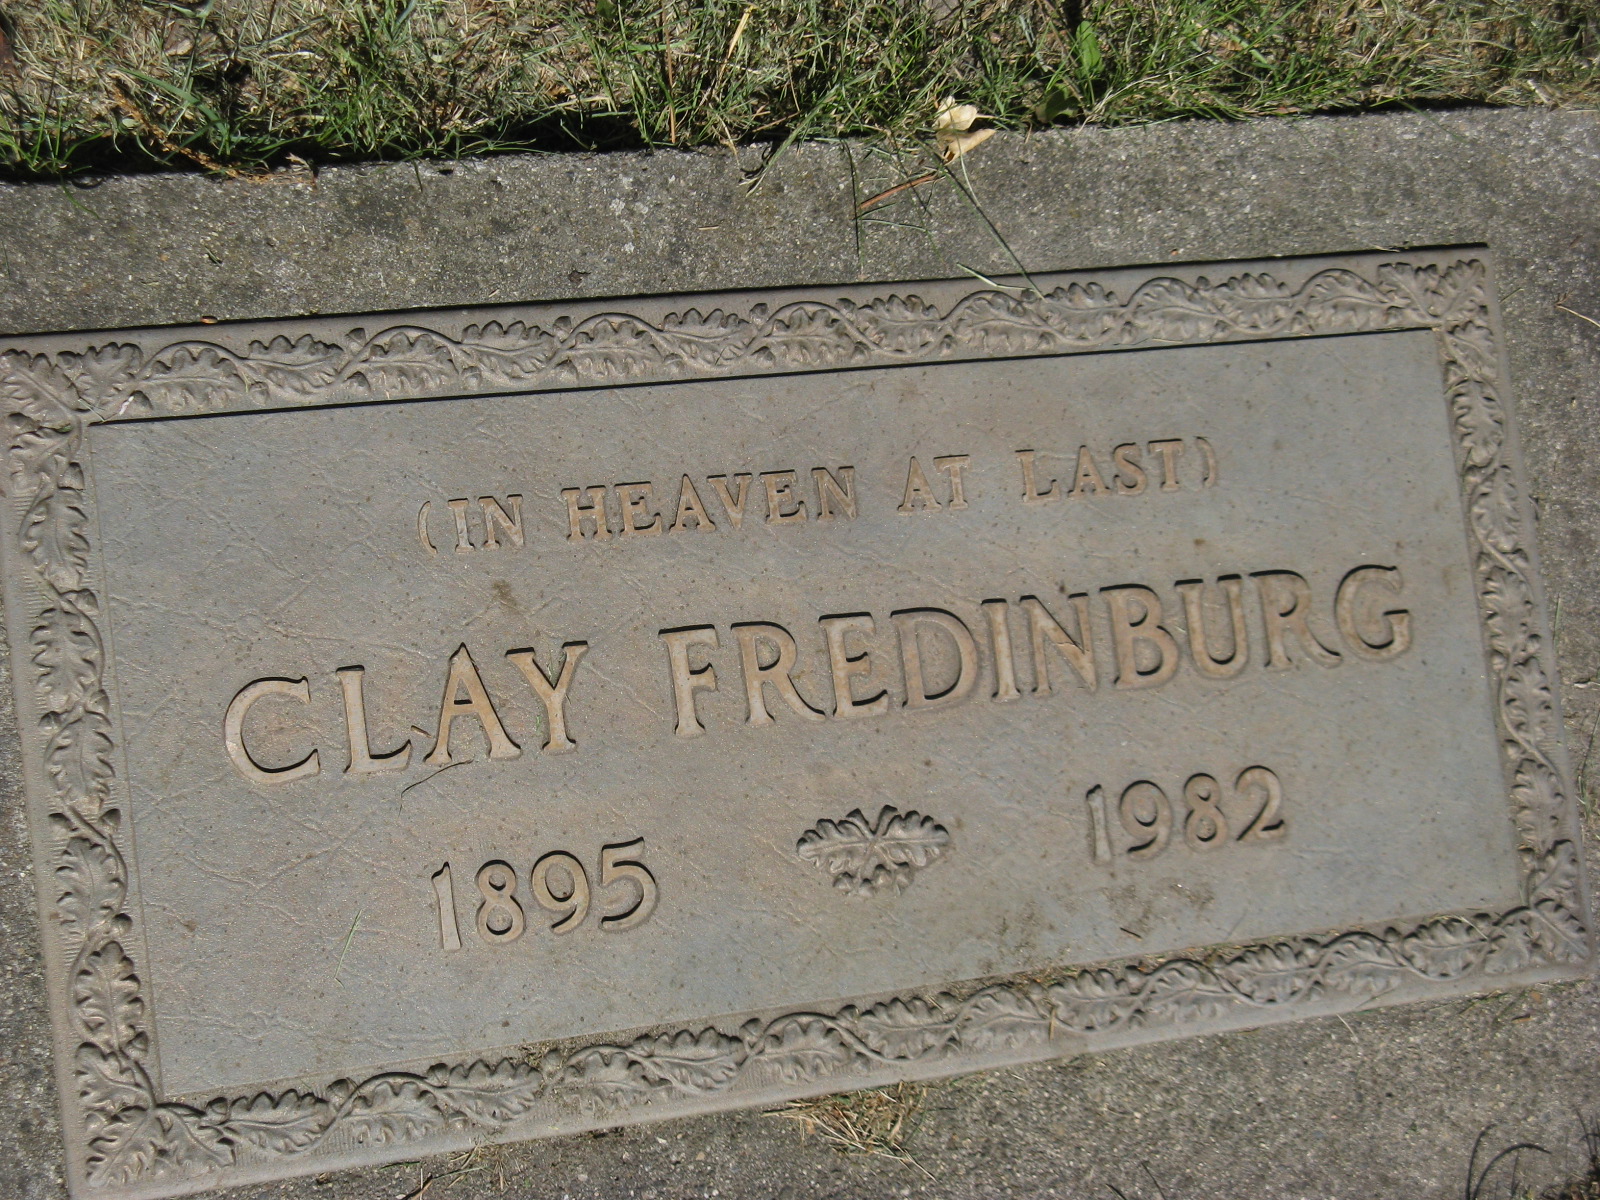 (IN HEAVEN AT LAST)
CLAY FREDINBURG
1895 1982